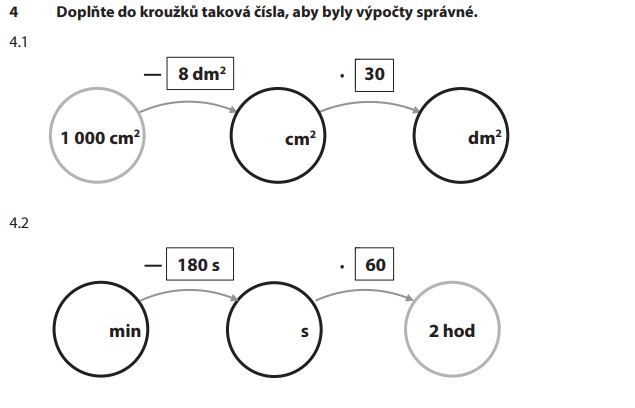 4 Doplňte do kroužků taková čísla, aby byly výpočty správné.
4.1
— 8 dm² · 30
1 000 cm² cm² dm²
4.2
— 180 s · 60
min s 2 hod